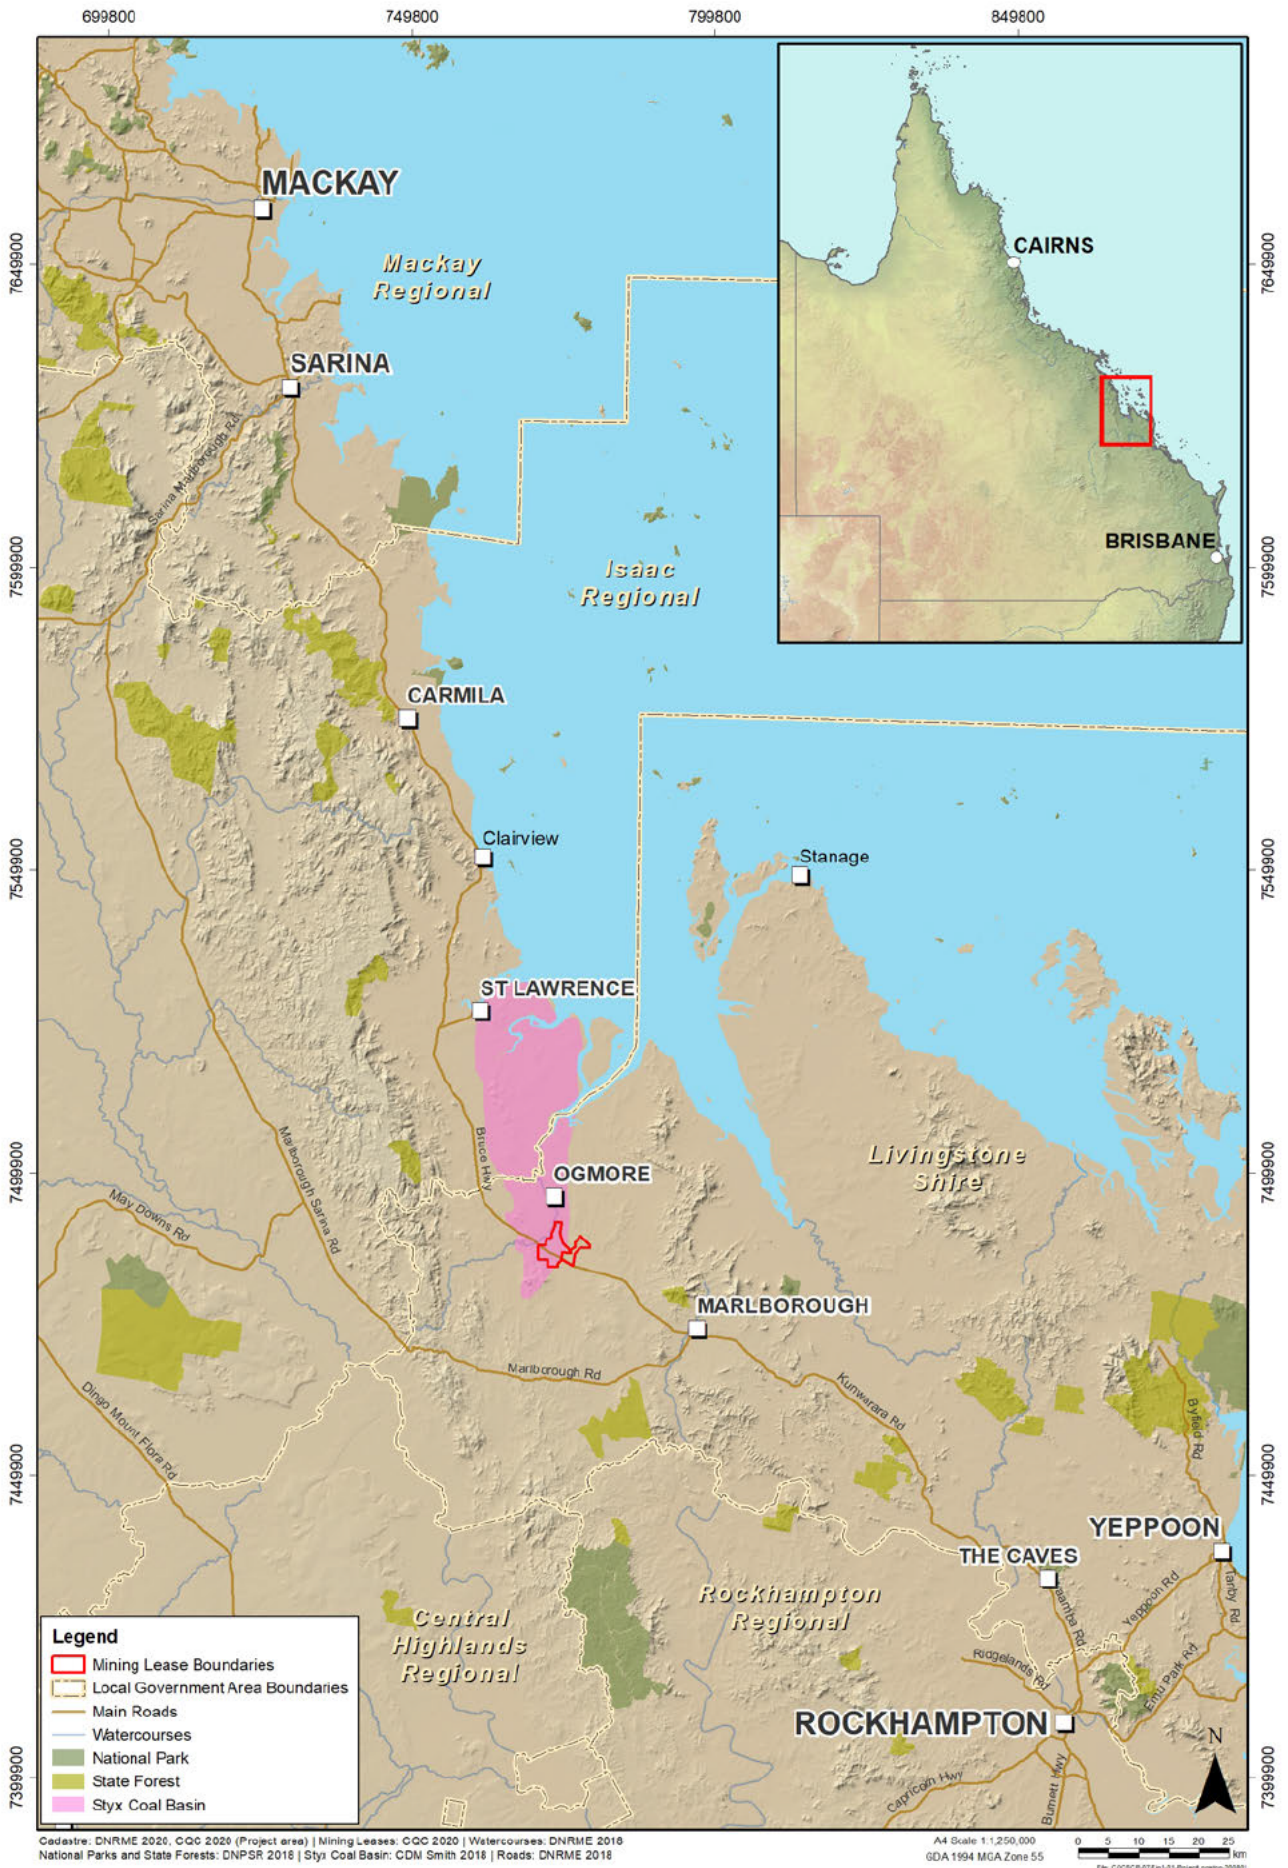 699800
749800
799800
849800
7649900
7649900
CAIRNS
BRISBANE
MACKAY
Mackay
Regional
SARINA
Sarina Marlborough Rd
7599900
7599900
Isaac
Regional
CARMILA
Clairview
Stanage
7549900
7549900
ST LAWRENCE
Bruce Hwy
Marlborough Sarina Rd
Livingstone
Shire
7499900
7499900
OGMORE
May Downs Rd
MARLBOROUGH
Marlborough Rd
Kunwarara Rd
Dingo Mount Flora Rd
Byfield Rd
7449900
7449900
YEPPOON
THE CAVES
Yeppoon Rd
Tanby Rd
Rockhampton
Regional
Central
Highlands
Regional
Ridgelands Rd
Emu Park Rd
ROCKHAMPTON
Capricorn Hwy
Burnett Hwy
N
7399900
7399900
Legend
Mining Lease Boundaries
Local Government Area Boundaries
Main Roads
Watercourses
National Park
State Forest
Styx Coal Basin
Cadastre: DNRME 2020, CQC 2020 (Project area) | Mining Leases: CQC 2020 | Watercourses: DNRME 2016
National Parks and State Forests: DNPSR 2018 | Styx Coal Basin: CDM Smith 2018 | Roads: DNRME 2018
A4 Scale 1:1,250,000
GDA 1994 MGA Zone 55
0 5 10 15 20 25
km